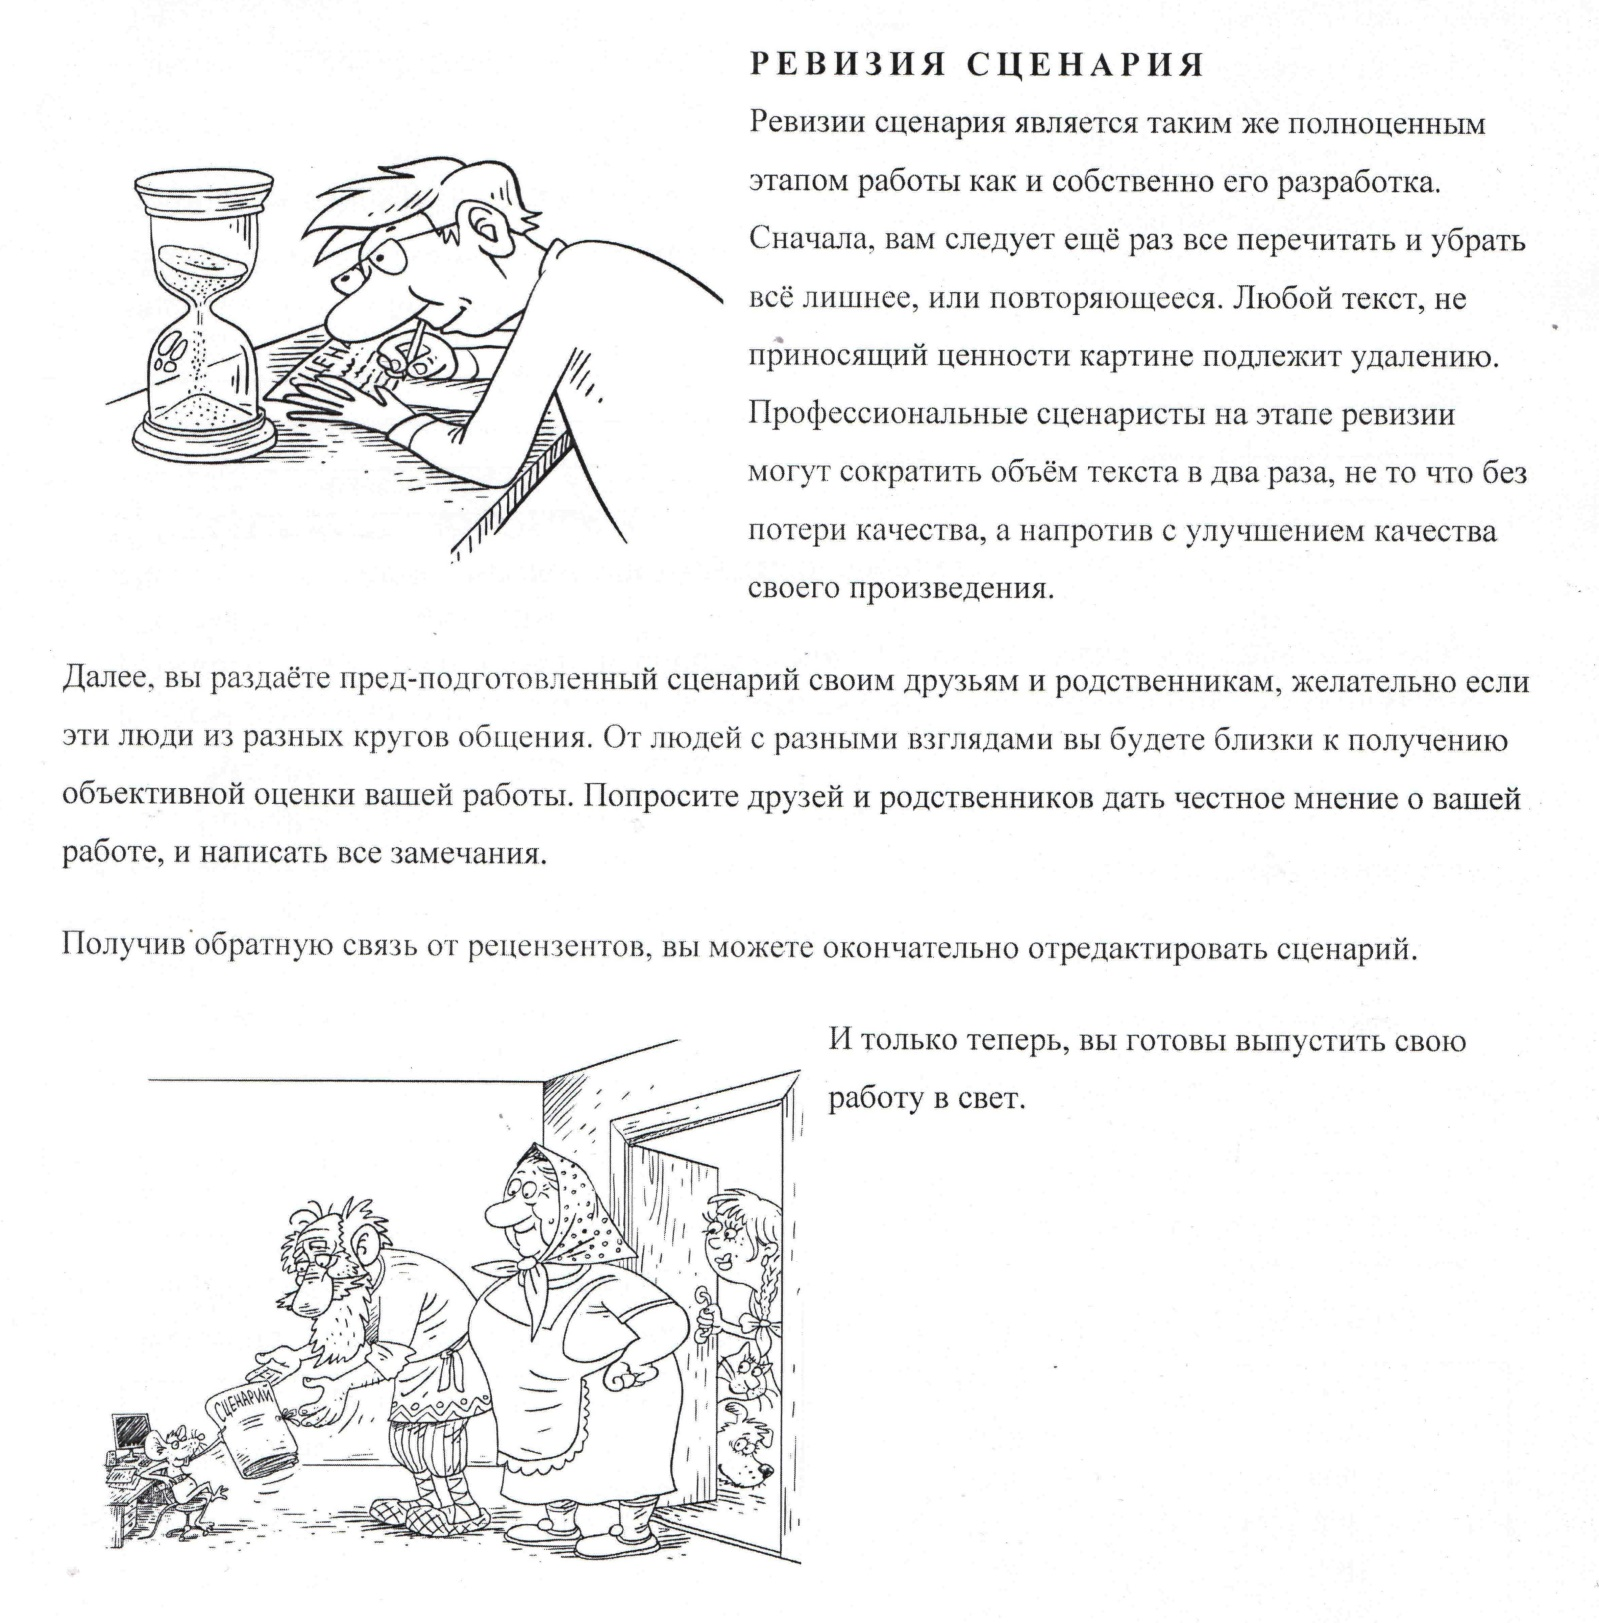 РЕВИЗИЯ СЦЕНАРИЯ
Ревизии сценария является таким же полноценным
этапом работы как и собственно его разработка.
Сначала, вам следует ещё раз все перечитать и убрать
всё лишнее, или повторяющееся. Любой текст, не
приносящий ценности картине подлежит удалению.
Профессиональные сценаристы на этапе ревизии
могут сократить объём текста в два раза, не то что без
потери качества, а напротив с улучшением качества
своего произведения.
Далее, вы раздаёте пред-подготовленный сценарий своим друзьям и родственникам, желательно если
эти люди из разных кругов общения. От людей с разными взглядами вы будете близки к получению
объективной оценки вашей работы. Попросите друзей и родственников дать честное мнение о вашей
работе, и написать все замечания.
Получив обратную связь от рецензентов, вы можете окончательно отредактировать сценарий.
И только теперь, вы готовы выпустить свою
работу в свет.
СЦЕНАРИЙ